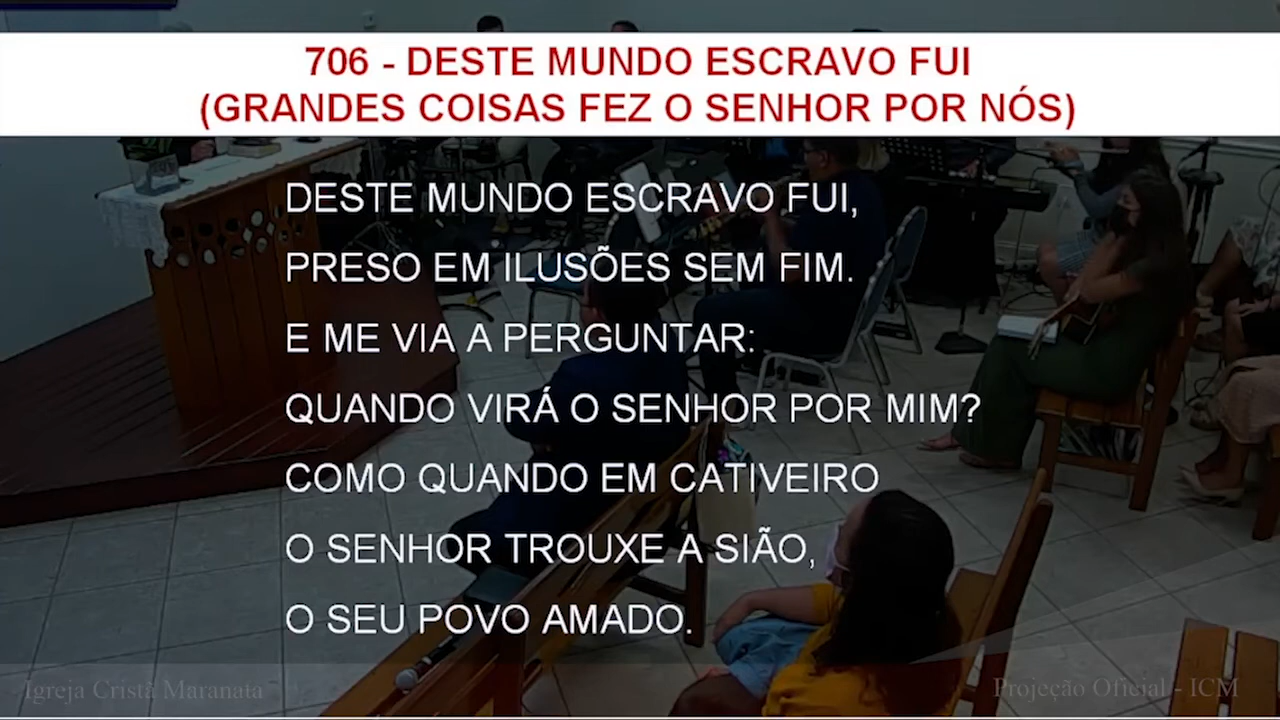 706 - DESTE MUNDO ESCRAVO FUI
(GRANDES COISAS FEZ O SENHOR POR NÓS)
DESTE MUNDO ESCRAVO FUI,
PRESO EM ILUSÕES SEM FIM.
E ME VIA A PERGUNTAR:
QUANDO VIRÁ O SENHOR POR MIM?
COMO QUANDO EM CATIVEIRO
O SENHOR TROUXE A SIÃO,
O SEU POVO AMADO.
Igreja Cristã Maranata
Projeção Oficial - ICM